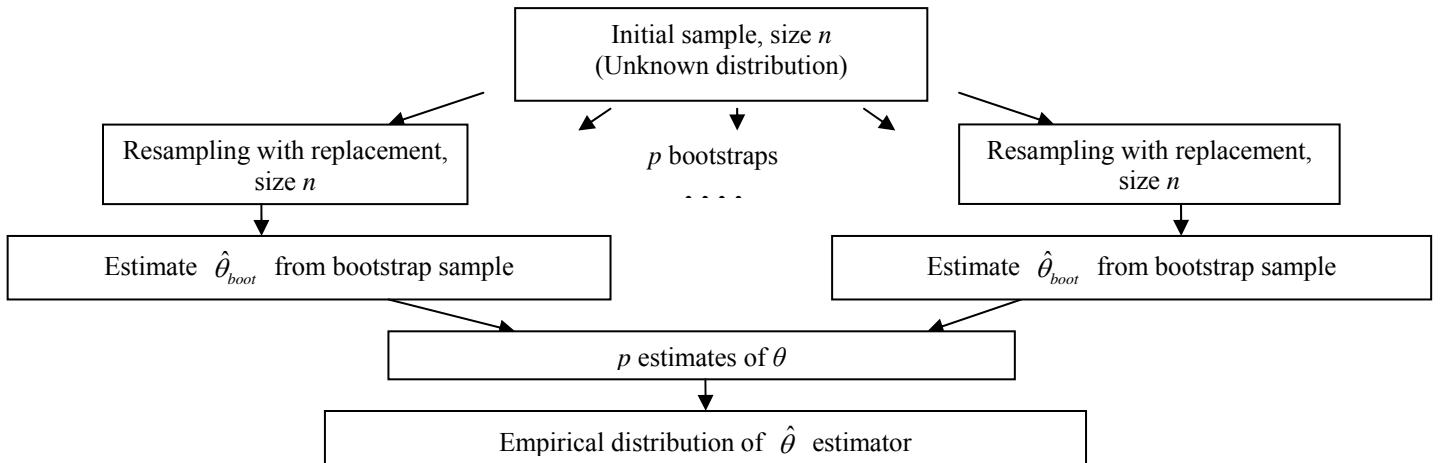 Initial sample, size n
(Unknown distribution)
Resampling with replacement,
size n
p bootstraps
. . . .
Resampling with replacement,
size n
Estimate θ̂boot from bootstrap sample
Estimate θ̂boot from bootstrap sample
p estimates of θ
Empirical distribution of θ̂ estimator